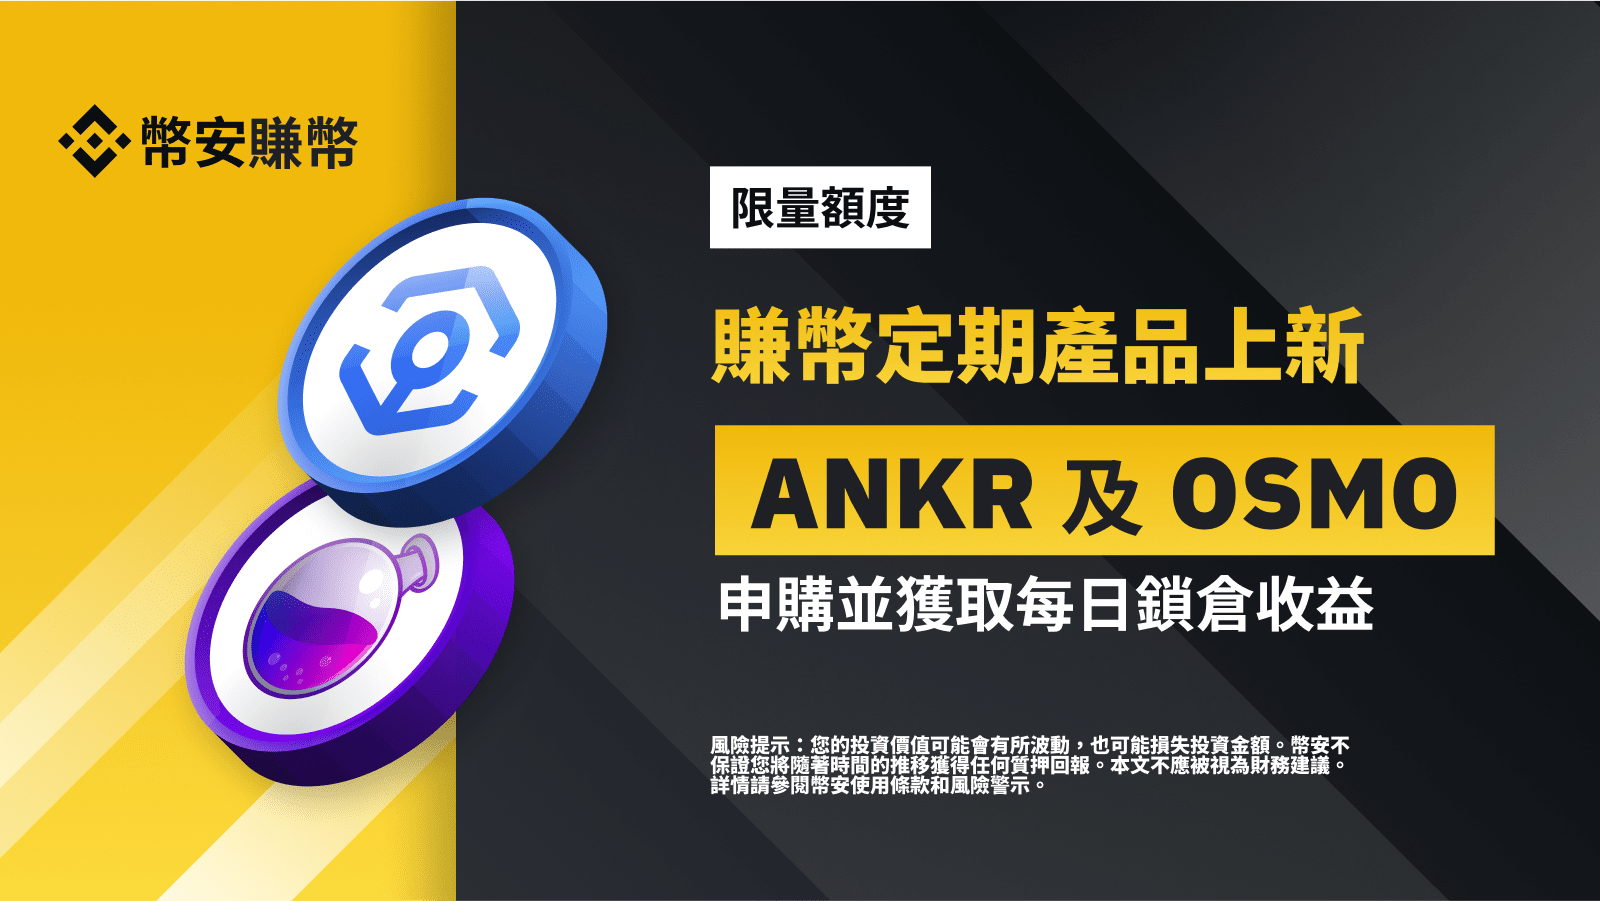 幣安賺幣
限量額度
賺幣定期產品上新
ANKR 及 OSMO
申購並獲取每日鎖倉收益
風險提示：您的投資價值可能會有所波動，也可能損失投資金額。幣安不
保證您將隨著時間的推移獲得任何質押回報。本文不應被視為財務建議。
詳情請參閱幣安使用條款和風險警示。